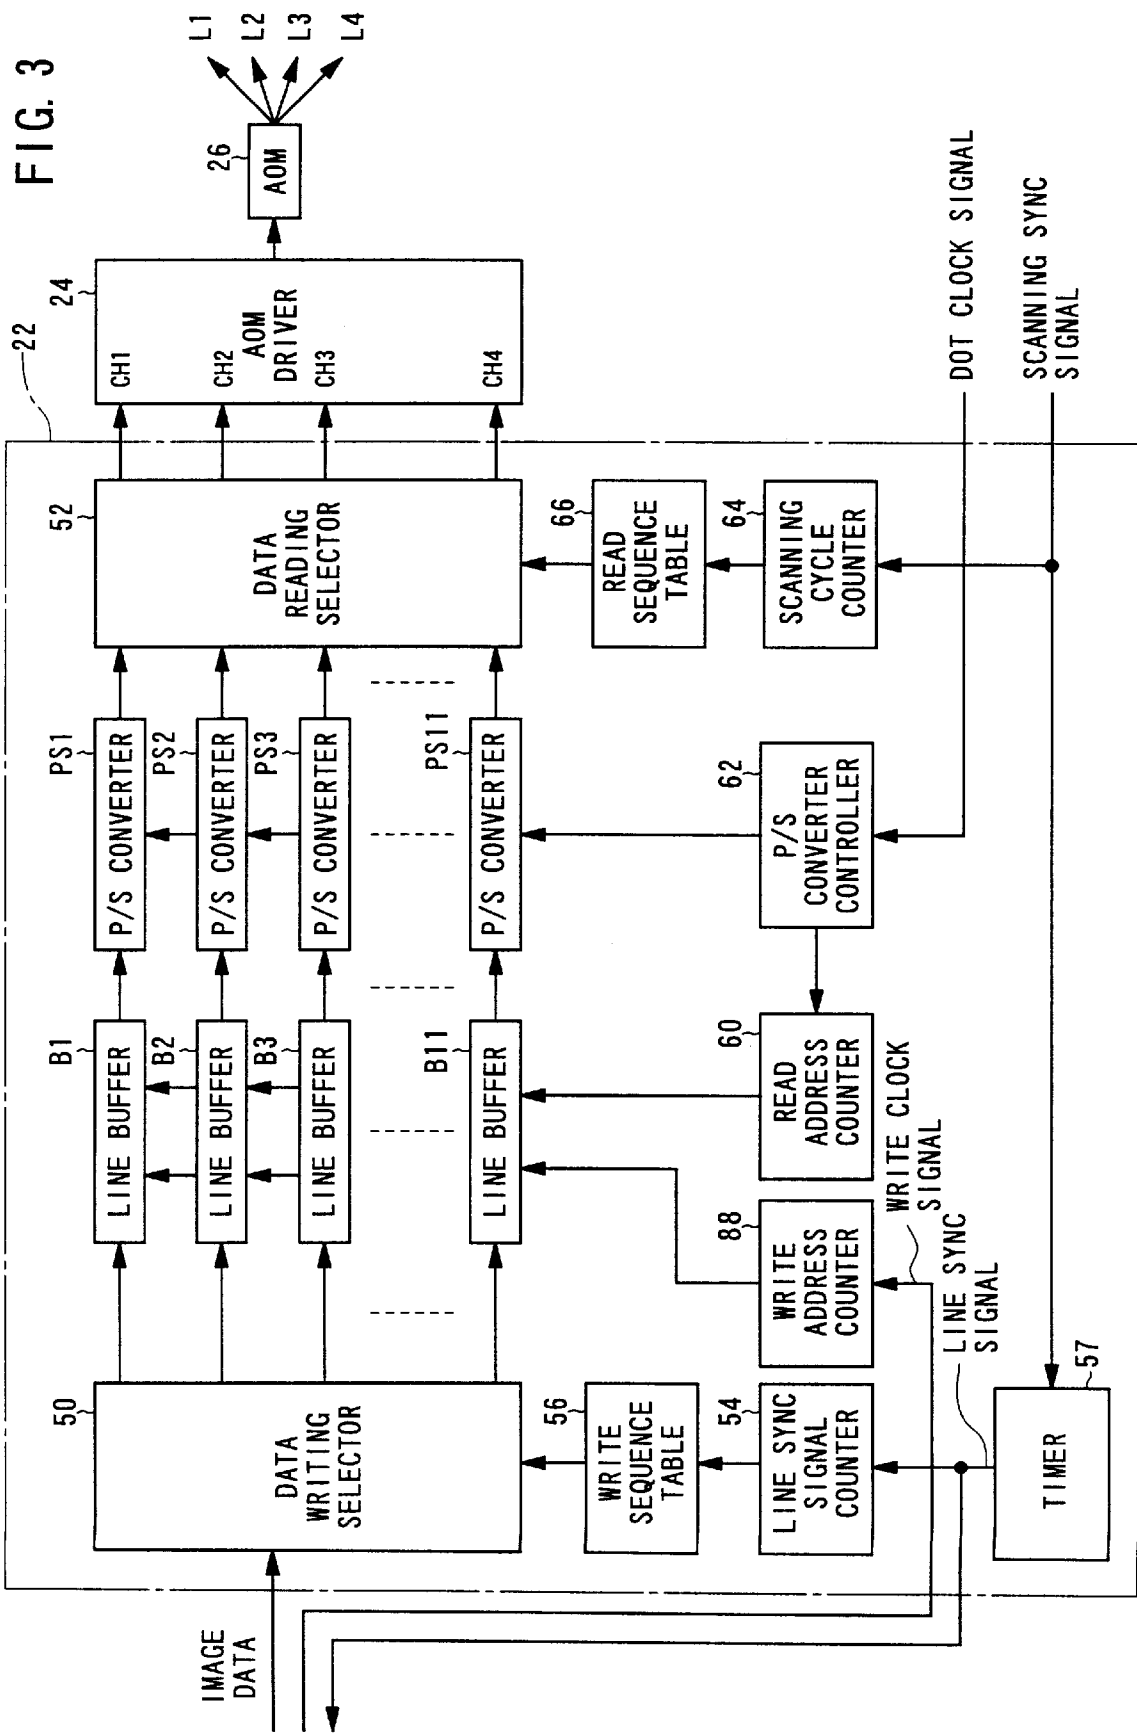 FIG. 3
22
24
26
AOM
L1
L2
L3
L4
AOM
DRIVER
CH1
CH2
CH3
CH4
IMAGE
DATA
50
DATA
WRITING
SELECTOR
B1
LINE BUFFER
PS1
P/S CONVERTER
B2
LINE BUFFER
PS2
P/S CONVERTER
B3
LINE BUFFER
PS3
P/S CONVERTER
B11
LINE BUFFER
PS11
P/S CONVERTER
52
DATA
READING
SELECTOR
56
WRITE
SEQUENCE
TABLE
66
READ
SEQUENCE
TABLE
54
LINE SYNC
SIGNAL
COUNTER
88
WRITE
ADDRESS
COUNTER
60
READ
ADDRESS
COUNTER
62
P/S
CONVERTER
CONTROLLER
64
SCANNING
CYCLE
COUNTER
WRITE CLOCK
SIGNAL
LINE SYNC
SIGNAL
DOT CLOCK SIGNAL
57
TIMER
SCANNING SYNC
SIGNAL